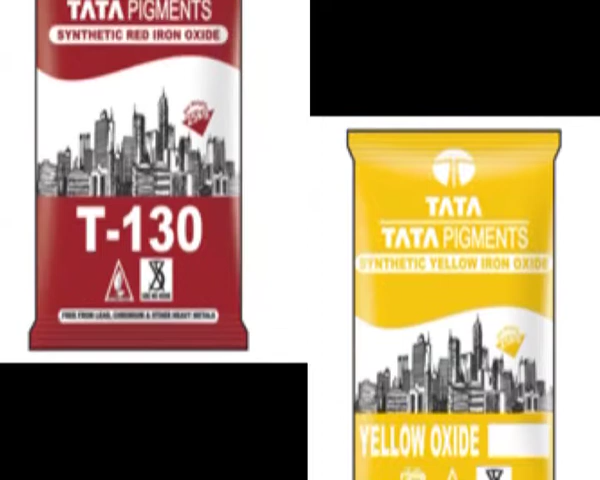 TATA PIGMENTS
SYNTHETIC RED IRON OXIDE
T-130
FREE FROM LEAD, CHROMIUM & OTHER HEAVY METALS
TATA
TATA PIGMENTS
SYNTHETIC YELLOW IRON OXIDE
YELLOW OXIDE